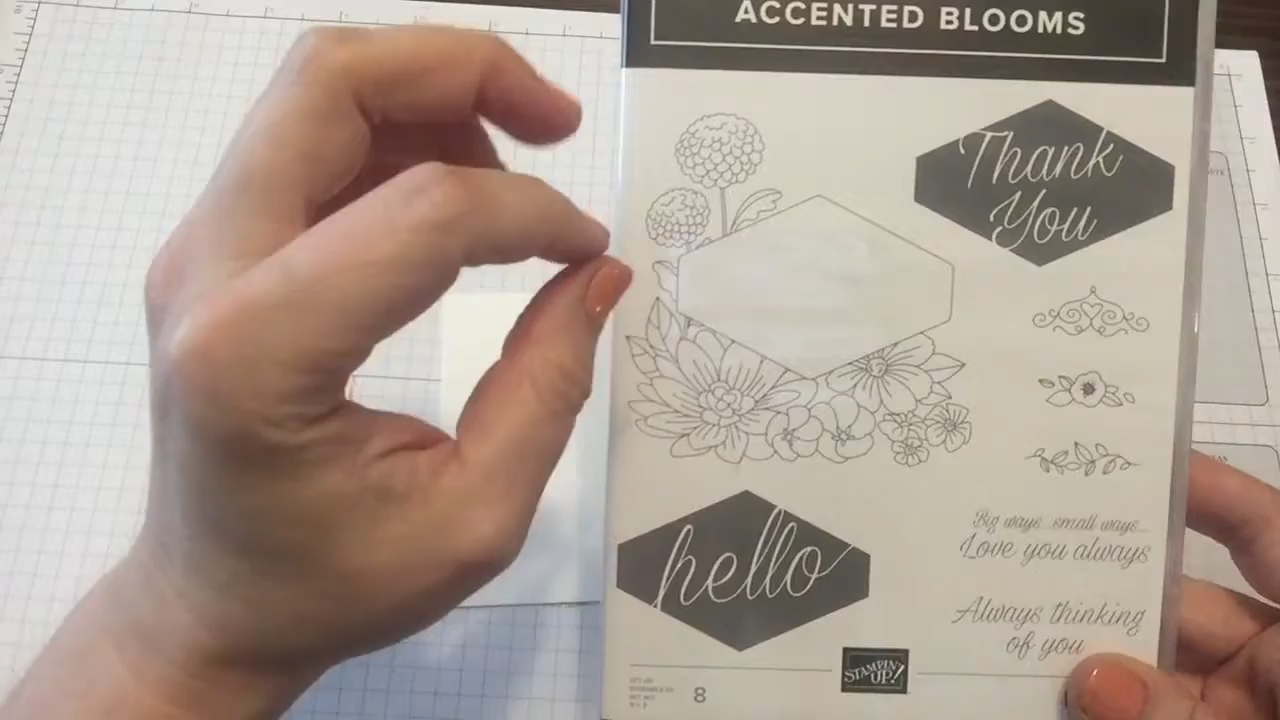 ACCENTED BLOOMS
Thank
You
hello
Big ways...small ways...
Love you always
Always thinking
of you
STAMPIN' UP!
8